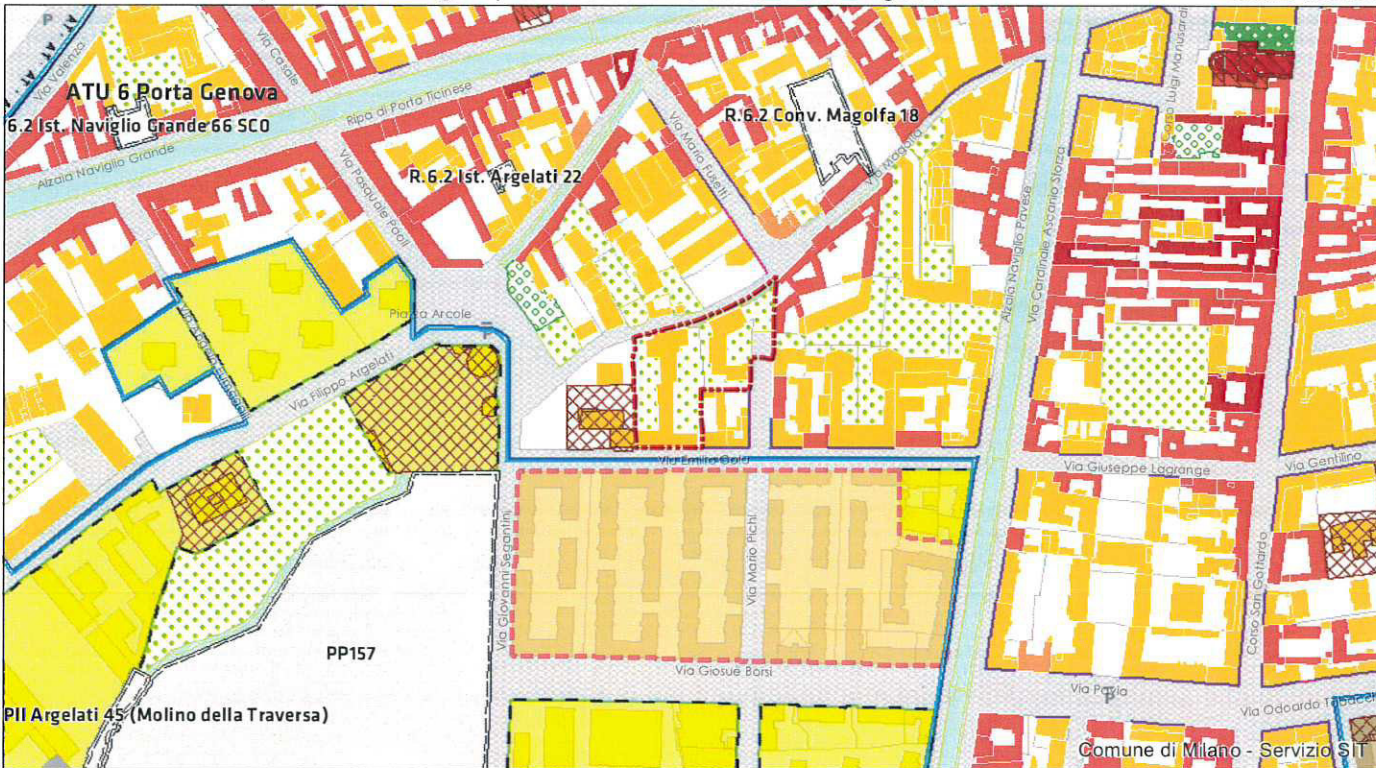 P
Via Valenza
Via Casale
ATU 6 Porta Genova
6.2 Ist. Naviglio Grande 66 SC0
Ripa di Porta Ticinese
R.6.2 Conv. Magolfa 18
Corso Luigi Manusardi
Alzaia Naviglio Grande
R.6.2 Ist. Argelati 22
Via Mario Fusetti
Via Magolfa
Via Pasquale Paoli
Alzaia Naviglio Pavese
Via Cardinale Ascanio Sforza
Piazza Arcole
P
Via Filippo Argelati
Via Emilio Gola
Via Giuseppe Lagrange
Via Gentilino
Via Giovanni Segantini
Via Mario Pichi
Corso San Gottardo
PP157
Via Giosuè Borsi
Via Pavia
P
PII Argelati 45 (Molino della Traversa)
Via Odoardo Tabacchi
Comune di Milano - Servizio SIT